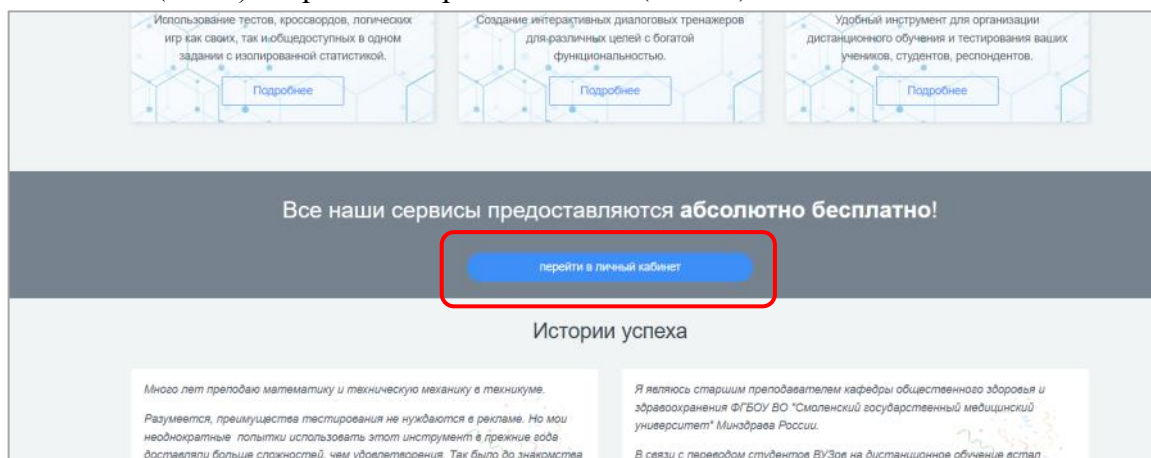 Использование тестов, кроссвордов, логических
игр как своих, так и общедоступных в одном
задании с изолированной статистикой.
Подробнее
Создание интерактивных диалоговых тренажеров
для различных целей с богатой
функциональностью.
Подробнее
Удобный инструмент для организации
дистанционного обучения и тестирования ваших
учеников, студентов, респондентов.
Подробнее
Все наши сервисы предоставляются абсолютно бесплатно!
перейти в личный кабинет
Истории успеха
Много лет преподаю математику и техническую механику в техникуме.
Разумеется, преимущества тестирования не нуждаются в рекламе. Но мои
неоднократные попытки использовать этот инструмент в прежние года
доставляли больше сложностей, чем удовлетворения. Так было до знакомства
Я являюсь старшим преподавателем кафедры общественного здоровья и
здравоохранения ФГБОУ ВО "Смоленский государственный медицинский
университет" Минздрава России.
В связи с переводом студентов ВУЗов на дистанционное обучение встал